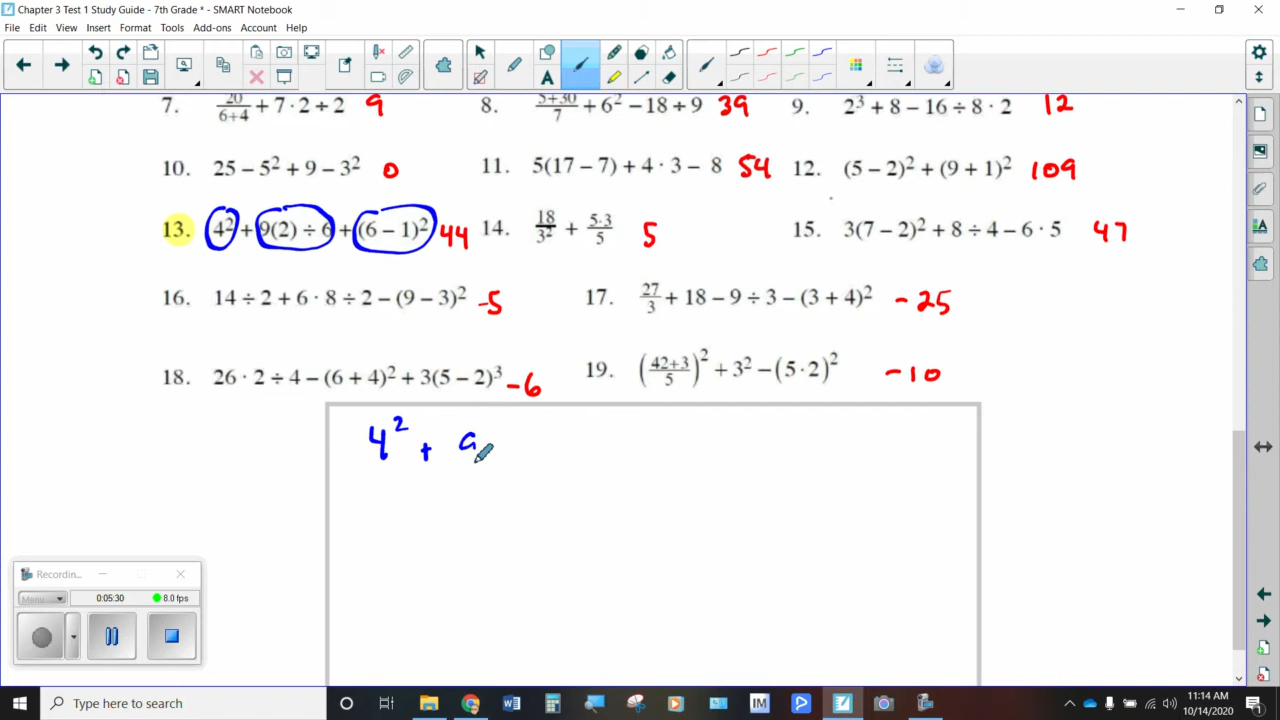 Chapter 3 Test 1 Study Guide - 7th Grade * - SMART Notebook
File Edit View Insert Format Tools Add-ons Account Help
7. 20/6+4 + 7 · 2 ÷ 2 9 8. 5+30/7 + 6² − 18 ÷ 9 39 9. 2³ + 8 − 16 ÷ 8 · 2 12
10. 25 − 5² + 9 − 3² 0 11. 5(17 − 7) + 4 · 3 − 8 54 12. (5 − 2)² + (9 + 1)² 109
13. 4² + 9(2) ÷ 6 + (6 − 1)² 44 14. 18/3² + 5·3/5 5 15. 3(7 − 2)² + 8 ÷ 4 − 6 · 5 47
16. 14 ÷ 2 + 6 · 8 ÷ 2 − (9 − 3)² -5 17. 27/3 + 18 − 9 ÷ 3 − (3 + 4)² -25
18. 26 · 2 ÷ 4 − (6 + 4)² + 3(5 − 2)³ -6 19. (42+3/5)² + 3² − (5 · 2)² -10
4² + 9
Recordin...
Menu
0:05:30 8.0 fps
Type here to search
11:14 AM
10/14/2020